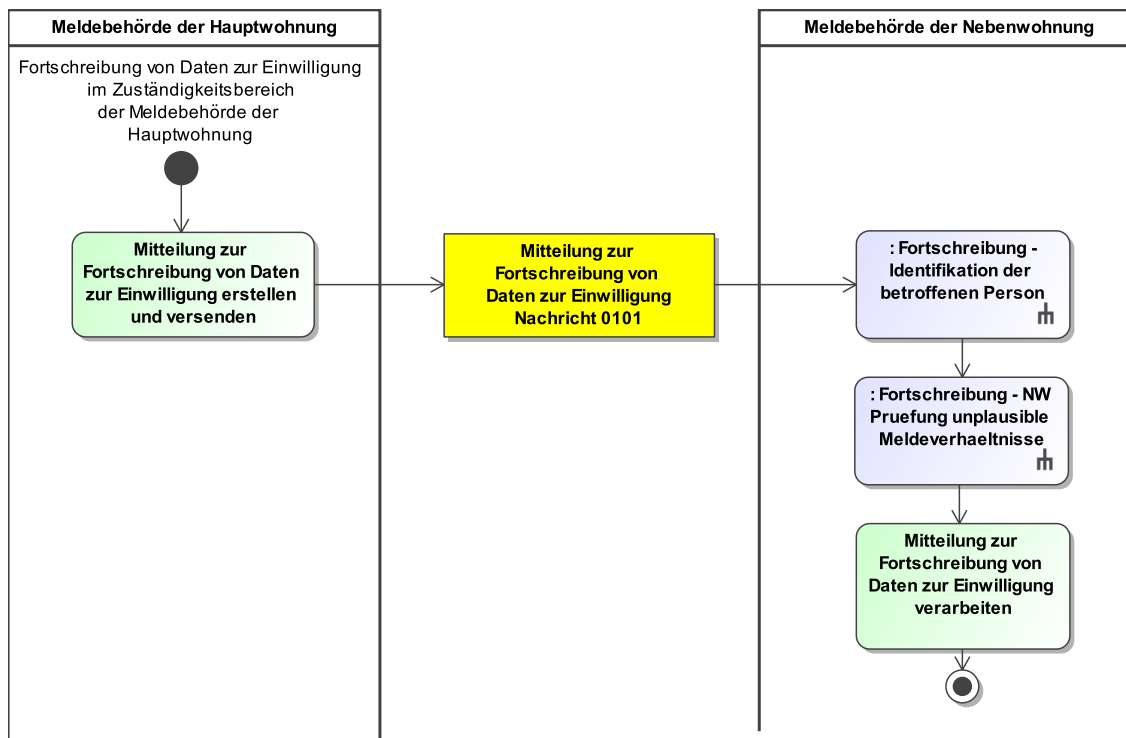 Meldebehörde der Hauptwohnung
Fortschreibung von Daten zur Einwilligung
im Zuständigkeitsbereich
der Meldebehörde der
Hauptwohnung
Mitteilung zur
Fortschreibung von Daten
zur Einwilligung erstellen
und versenden
Mitteilung zur
Fortschreibung von
Daten zur Einwilligung
Nachricht 0101
Meldebehörde der Nebenwohnung
: Fortschreibung -
Identifikation der
betroffenen Person
: Fortschreibung - NW
Pruefung unplausible
Meldeverhaeltnisse
Mitteilung zur
Fortschreibung von
Daten zur Einwilligung
verarbeiten